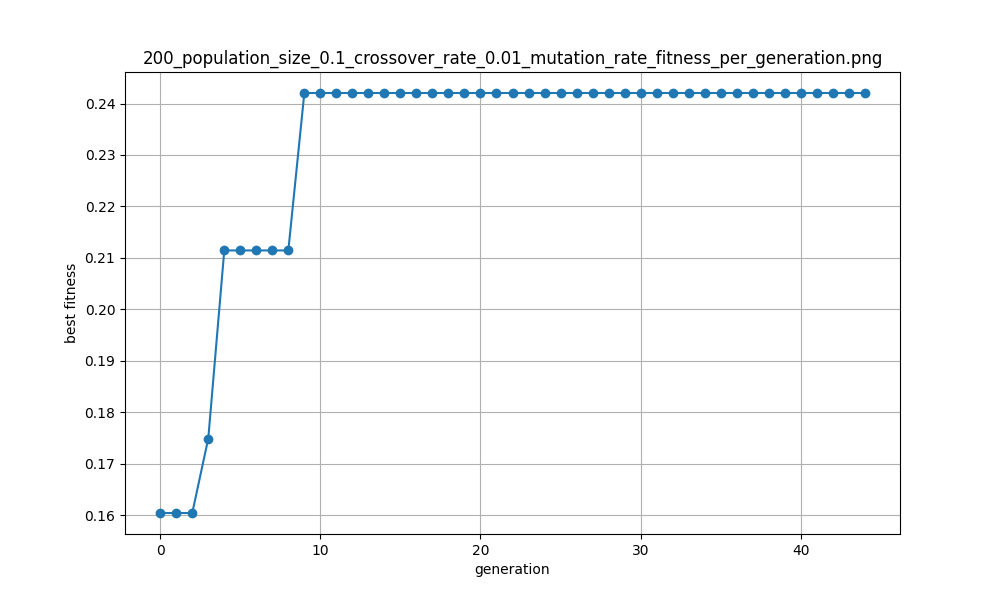 200_population_size_0.1_crossover_rate_0.01_mutation_rate_fitness_per_generation.png
0.24
0.23
0.22
0.21
0.20
0.19
0.18
0.17
0.16
best fitness
0 10 20 30 40
generation